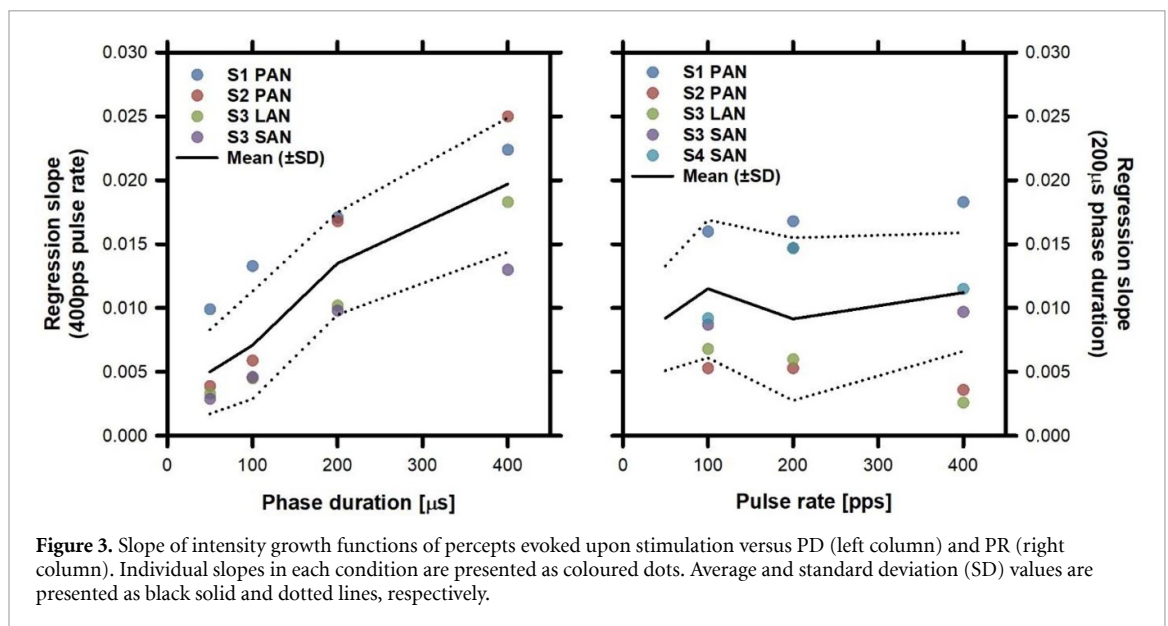 0.030
0.025
0.020
0.015
0.010
0.005
0.000
Regression slope
(400pps pulse rate)
S1 PAN
S2 PAN
S3 LAN
S3 SAN
Mean (±SD)
0 100 200 300 400
Phase duration [µs]
S1 PAN
S2 PAN
S3 LAN
S3 SAN
S4 SAN
Mean (±SD)
0 100 200 300 400
Pulse rate [pps]
0.030
0.025
0.020
0.015
0.010
0.005
0.000
Regression slope
(200µs phase duration)
Figure 3. Slope of intensity growth functions of percepts evoked upon stimulation versus PD (left column) and PR (right
column). Individual slopes in each condition are presented as coloured dots. Average and standard deviation (SD) values are
presented as black solid and dotted lines, respectively.